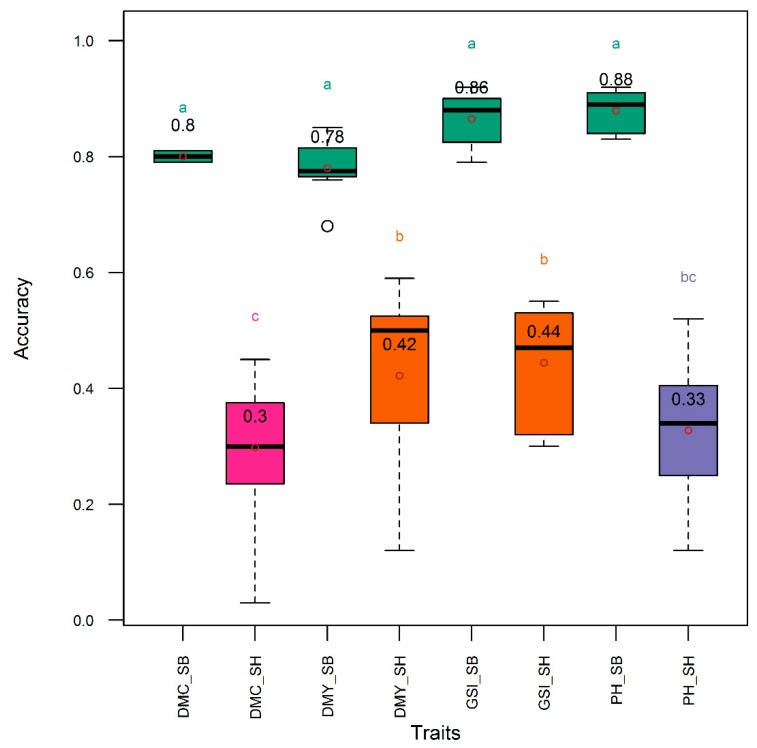 1.0
0.8
0.6
0.4
0.2
0.0
Accuracy
a
0.8
c
0.3
a
0.78
b
0.42
a
0.86
b
0.44
a
0.88
bc
0.33
DMC_SB
DMC_SH
DMY_SB
DMY_SH
GSI_SB
GSI_SH
PH_SB
PH_SH
Traits